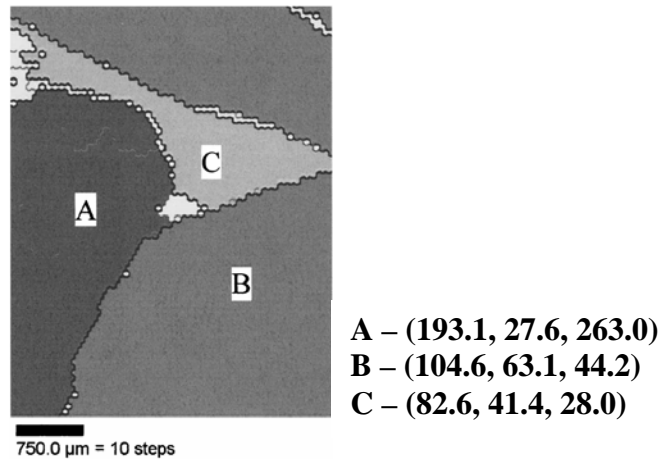 C
A
B
A – (193.1, 27.6, 263.0)
B – (104.6, 63.1, 44.2)
C – (82.6, 41.4, 28.0)
750.0 µm = 10 steps